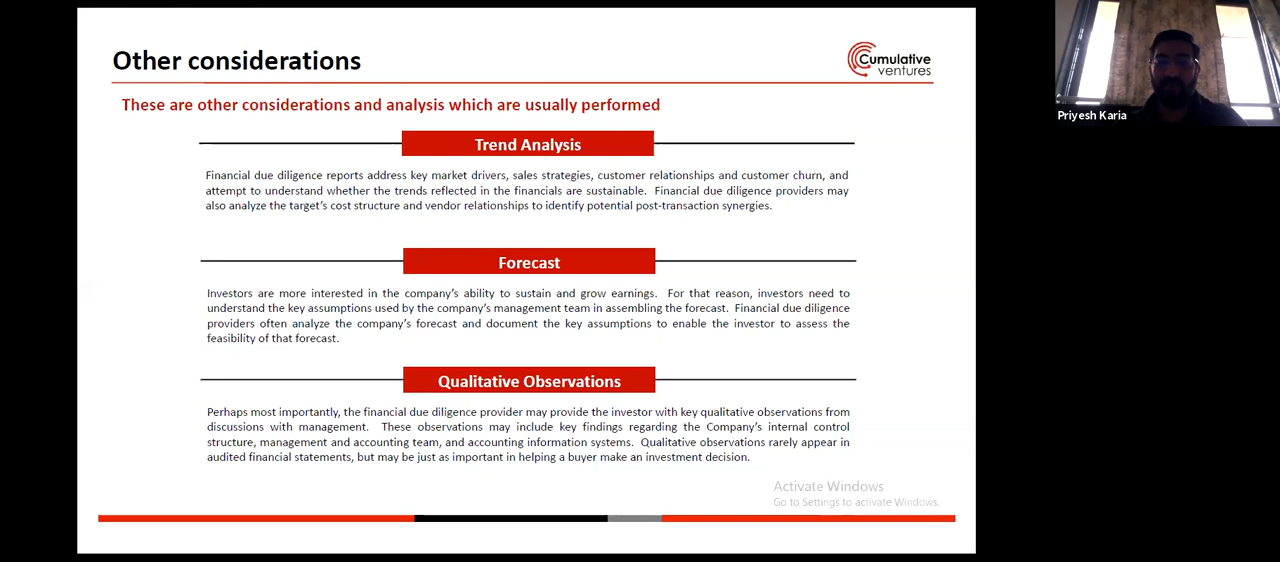 Other considerations
Cumulative
ventures
These are other considerations and analysis which are usually performed
Trend Analysis
Financial due diligence reports address key market drivers, sales strategies, customer relationships and customer churn, and
attempt to understand whether the trends reflected in the financials are sustainable. Financial due diligence providers may
also analyze the target's cost structure and vendor relationships to identify potential post-transaction synergies.
Forecast
Investors are more interested in the company's ability to sustain and grow earnings. For that reason, investors need to
understand the key assumptions used by the company's management team in assembling the forecast. Financial due diligence
providers often analyze the company's forecast and document the key assumptions to enable the investor to assess the
feasibility of that forecast.
Qualitative Observations
Perhaps most importantly, the financial due diligence provider may provide the investor with key qualitative observations from
discussions with management. These observations may include key findings regarding the Company's internal control
structure, management and accounting team, and accounting information systems. Qualitative observations rarely appear in
audited financial statements, but may be just as important in helping a buyer make an investment decision.
Activate Windows
Go to Settings to activate Windows.
Priyesh Karia